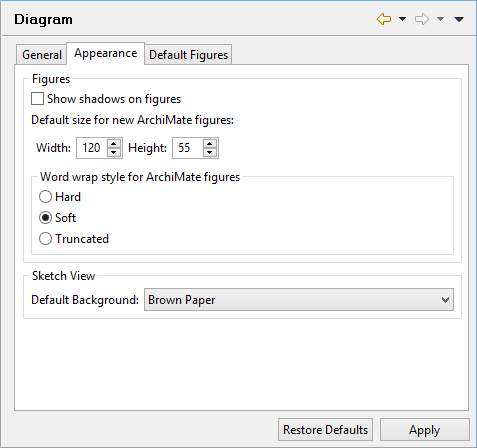 Diagram
General Appearance Default Figures
Figures
Show shadows on figures
Default size for new ArchiMate figures:
Width: 120 Height: 55
Word wrap style for ArchiMate figures
Hard
Soft
Truncated
Sketch View
Default Background: Brown Paper
Restore Defaults Apply